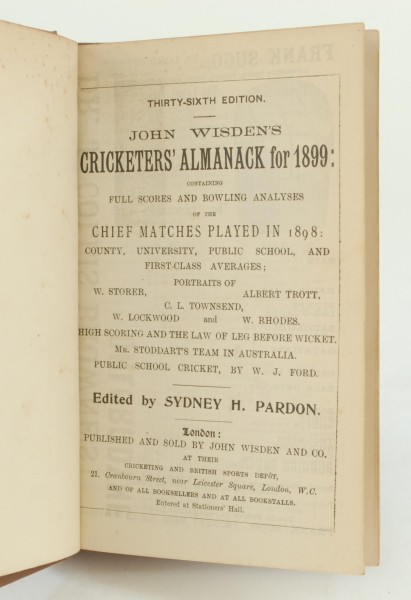 THIRTY-SIXTH EDITION.
JOHN WISDEN'S
CRICKETERS' ALMANACK for 1899:
CONTAINING
FULL SCORES AND BOWLING ANALYSES
OF THE
CHIEF MATCHES PLAYED IN 1898:
COUNTY, UNIVERSITY, PUBLIC SCHOOL, AND
FIRST-CLASS AVERAGES;
PORTRAITS OF
W. STORER, ALBERT TROTT,
C. L. TOWNSEND,
W. LOCKWOOD and W. RHODES.
HIGH SCORING AND THE LAW OF LEG BEFORE WICKET.
MR. STODDART'S TEAM IN AUSTRALIA.
PUBLIC SCHOOL CRICKET, BY W. J. FORD.
Edited by SYDNEY H. PARDON.
London:
PUBLISHED AND SOLD BY JOHN WISDEN AND CO.
AT THEIR
CRICKETING AND BRITISH SPORTS DEPÔT,
21, Cranbourn Street, near Leicester Square, London, W.C.
AND OF ALL BOOKSELLERS AND AT ALL BOOKSTALLS.
Entered at Stationers' Hall.